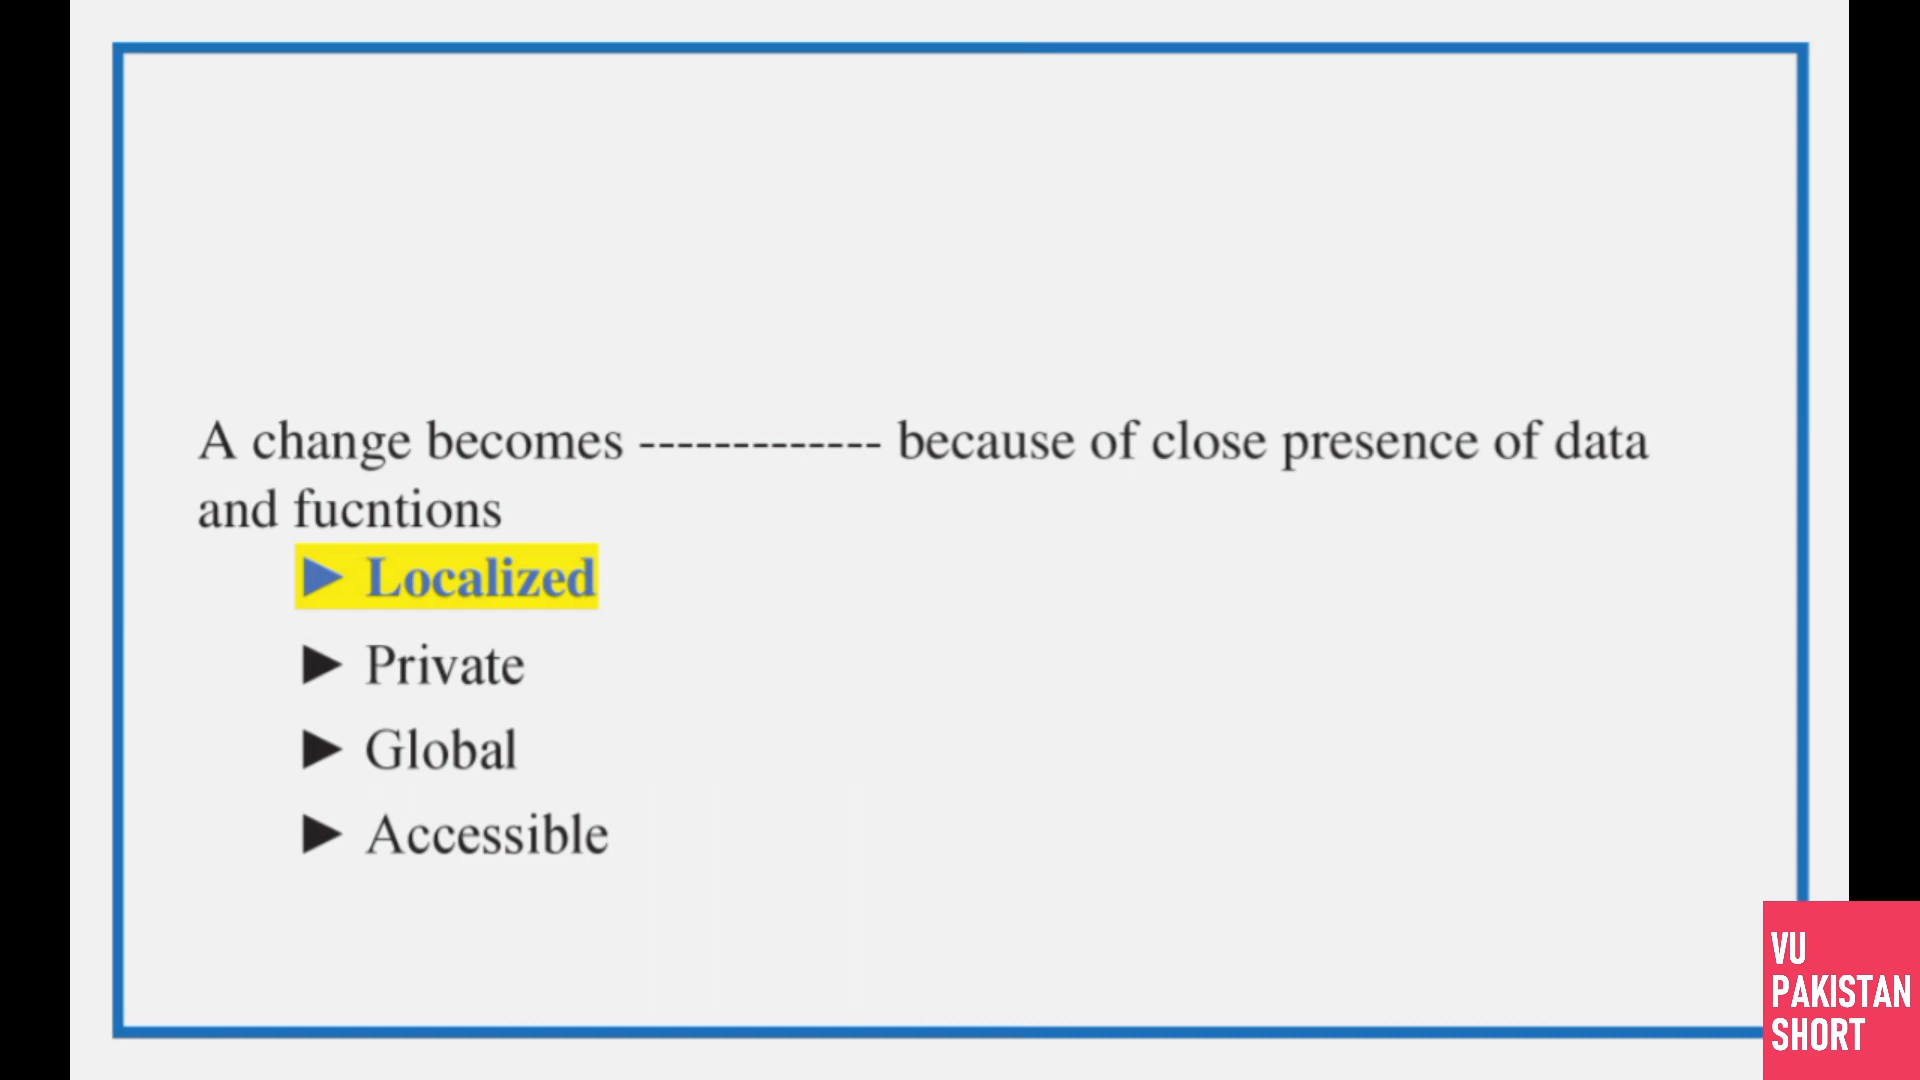 A change becomes ------------- because of close presence of data
and fucntions
► Localized
► Private
► Global
► Accessible
VU
PAKISTAN
SHORT